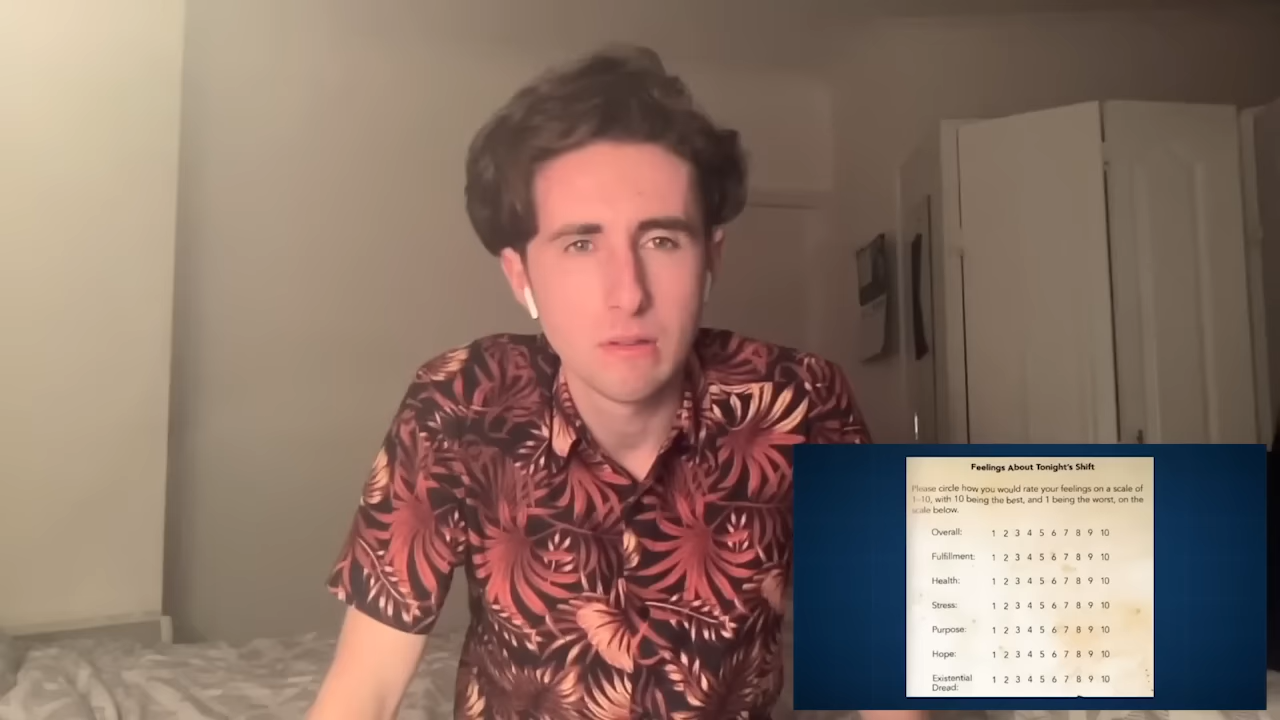 Feelings About Tonight's Shift
Please circle how you would rate your feelings on a scale of
1-10, with 10 being the best, and 1 being the worst, on the
scale below.
Overall: 1 2 3 4 5 6 7 8 9 10
Fulfillment: 1 2 3 4 5 6 7 8 9 10
Health: 1 2 3 4 5 6 7 8 9 10
Stress: 1 2 3 4 5 6 7 8 9 10
Purpose: 1 2 3 4 5 6 7 8 9 10
Hope: 1 2 3 4 5 6 7 8 9 10
Existential 1 2 3 4 5 6 7 8 9 10
Dread: